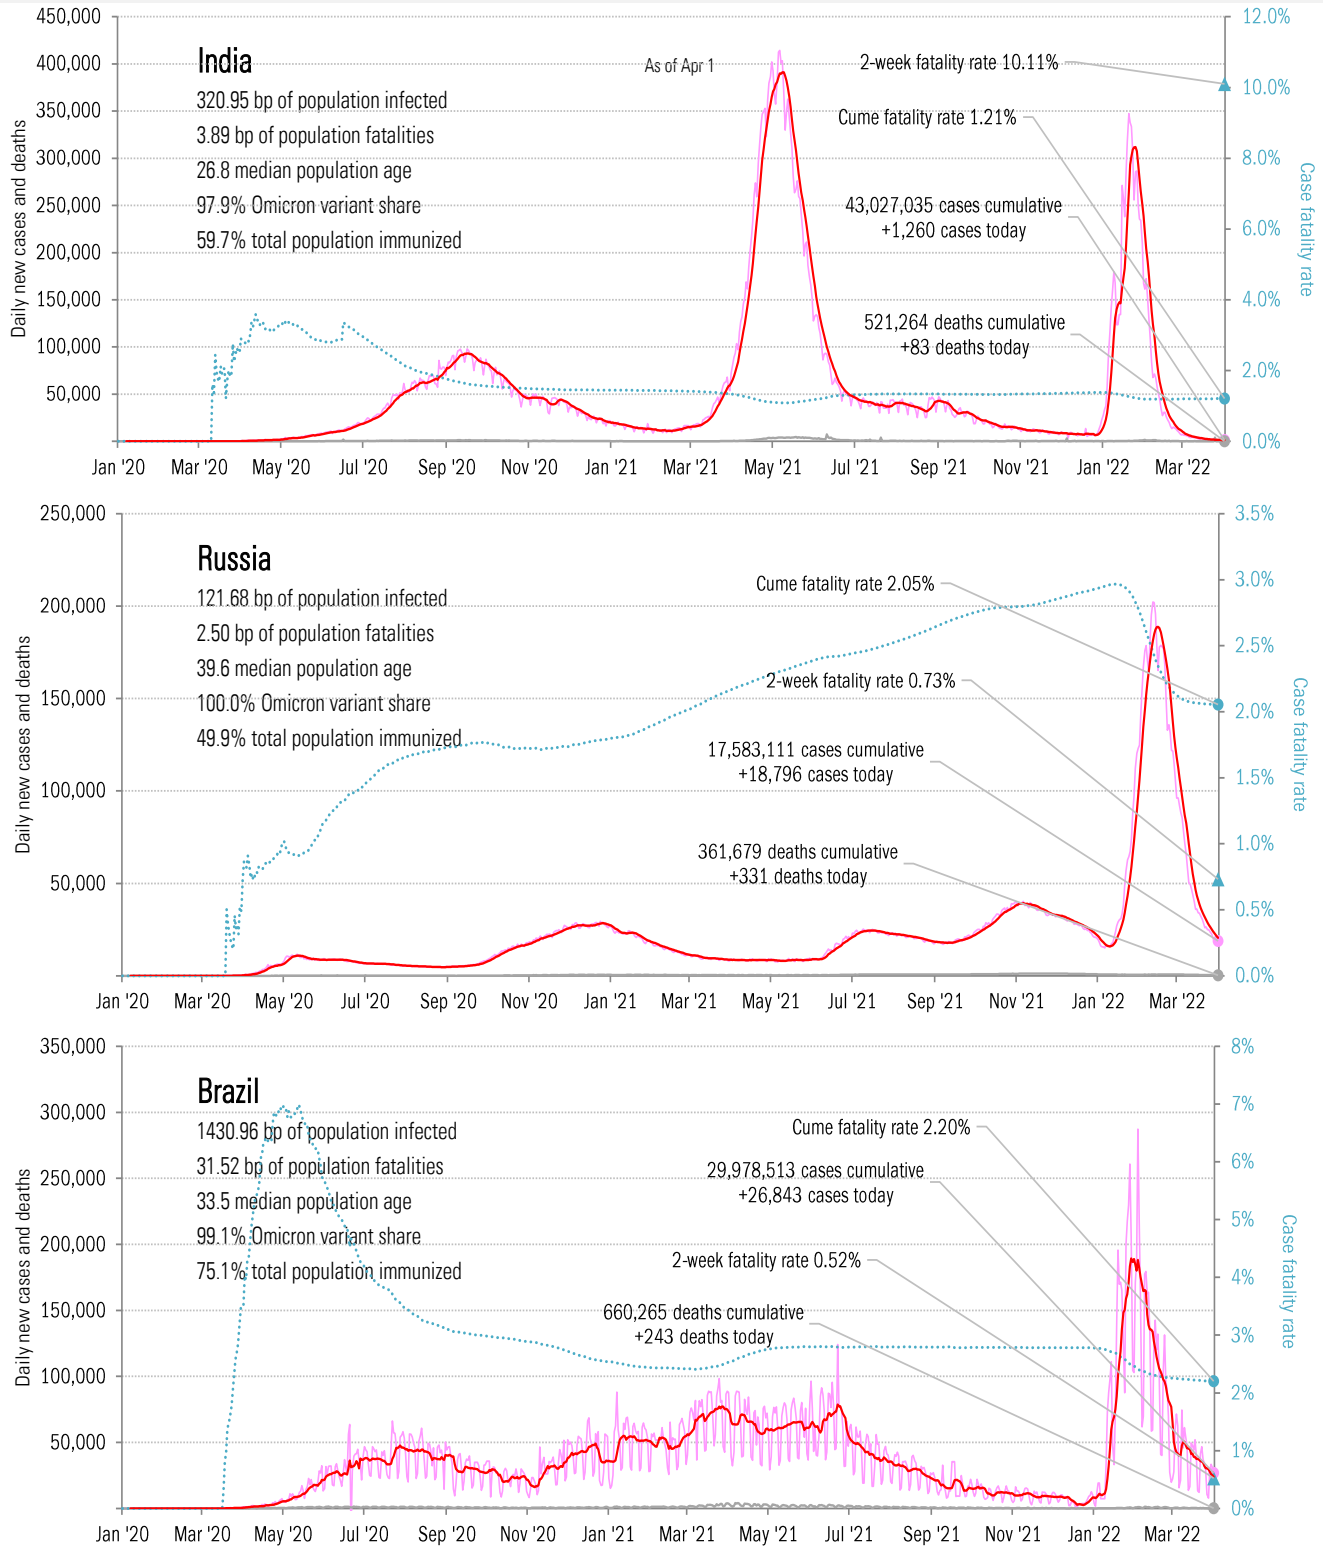 450,000
400,000
350,000
300,000
250,000
200,000
150,000
100,000
50,000
Daily new cases and deaths
India
320.95 bp of population infected
3.89 bp of population fatalities
26.8 median population age
97.9% Omicron variant share
59.7% total population immunized
As of Apr 1
2-week fatality rate 10.11%
Cume fatality rate 1.21%
43,027,035 cases cumulative
+1,260 cases today
521,264 deaths cumulative
+83 deaths today
12.0%
10.0%
8.0%
6.0%
4.0%
2.0%
0.0%
Case fatality rate
Jan '20 Mar '20 May '20 Jul '20 Sep '20 Nov '20 Jan '21 Mar '21 May '21 Jul '21 Sep '21 Nov '21 Jan '22 Mar '22
250,000
200,000
150,000
100,000
50,000
Daily new cases and deaths
Russia
121.68 bp of population infected
2.50 bp of population fatalities
39.6 median population age
100.0% Omicron variant share
49.9% total population immunized
Cume fatality rate 2.05%
2-week fatality rate 0.73%
17,583,111 cases cumulative
+18,796 cases today
361,679 deaths cumulative
+331 deaths today
3.5%
3.0%
2.5%
2.0%
1.5%
1.0%
0.5%
0.0%
Case fatality rate
Jan '20 Mar '20 May '20 Jul '20 Sep '20 Nov '20 Jan '21 Mar '21 May '21 Jul '21 Sep '21 Nov '21 Jan '22 Mar '22
350,000
300,000
250,000
200,000
150,000
100,000
50,000
Daily new cases and deaths
Brazil
1430.96 bp of population infected
31.52 bp of population fatalities
33.5 median population age
99.1% Omicron variant share
75.1% total population immunized
Cume fatality rate 2.20%
29,978,513 cases cumulative
+26,843 cases today
2-week fatality rate 0.52%
660,265 deaths cumulative
+243 deaths today
8%
7%
6%
5%
4%
3%
2%
1%
0%
Case fatality rate
Jan '20 Mar '20 May '20 Jul '20 Sep '20 Nov '20 Jan '21 Mar '21 May '21 Jul '21 Sep '21 Nov '21 Jan '22 Mar '22